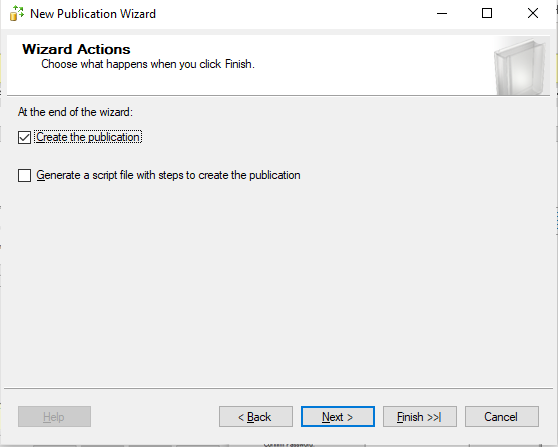 New Publication Wizard
Wizard Actions
Choose what happens when you click Finish.
At the end of the wizard:
Create the publication
Generate a script file with steps to create the publication
Help
< Back
Next >
Finish >>|
Cancel